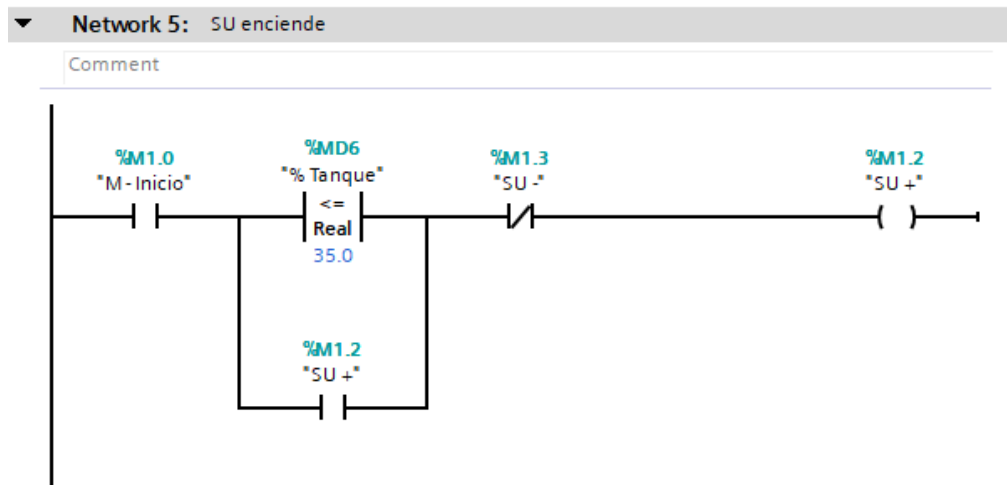 Network 5: SU enciende
Comment
%M1.0
"M - Inicio"
%MD6
"% Tanque"
<=
Real
35.0
%M1.3
"SU -"
%M1.2
"SU +"
%M1.2
"SU +"